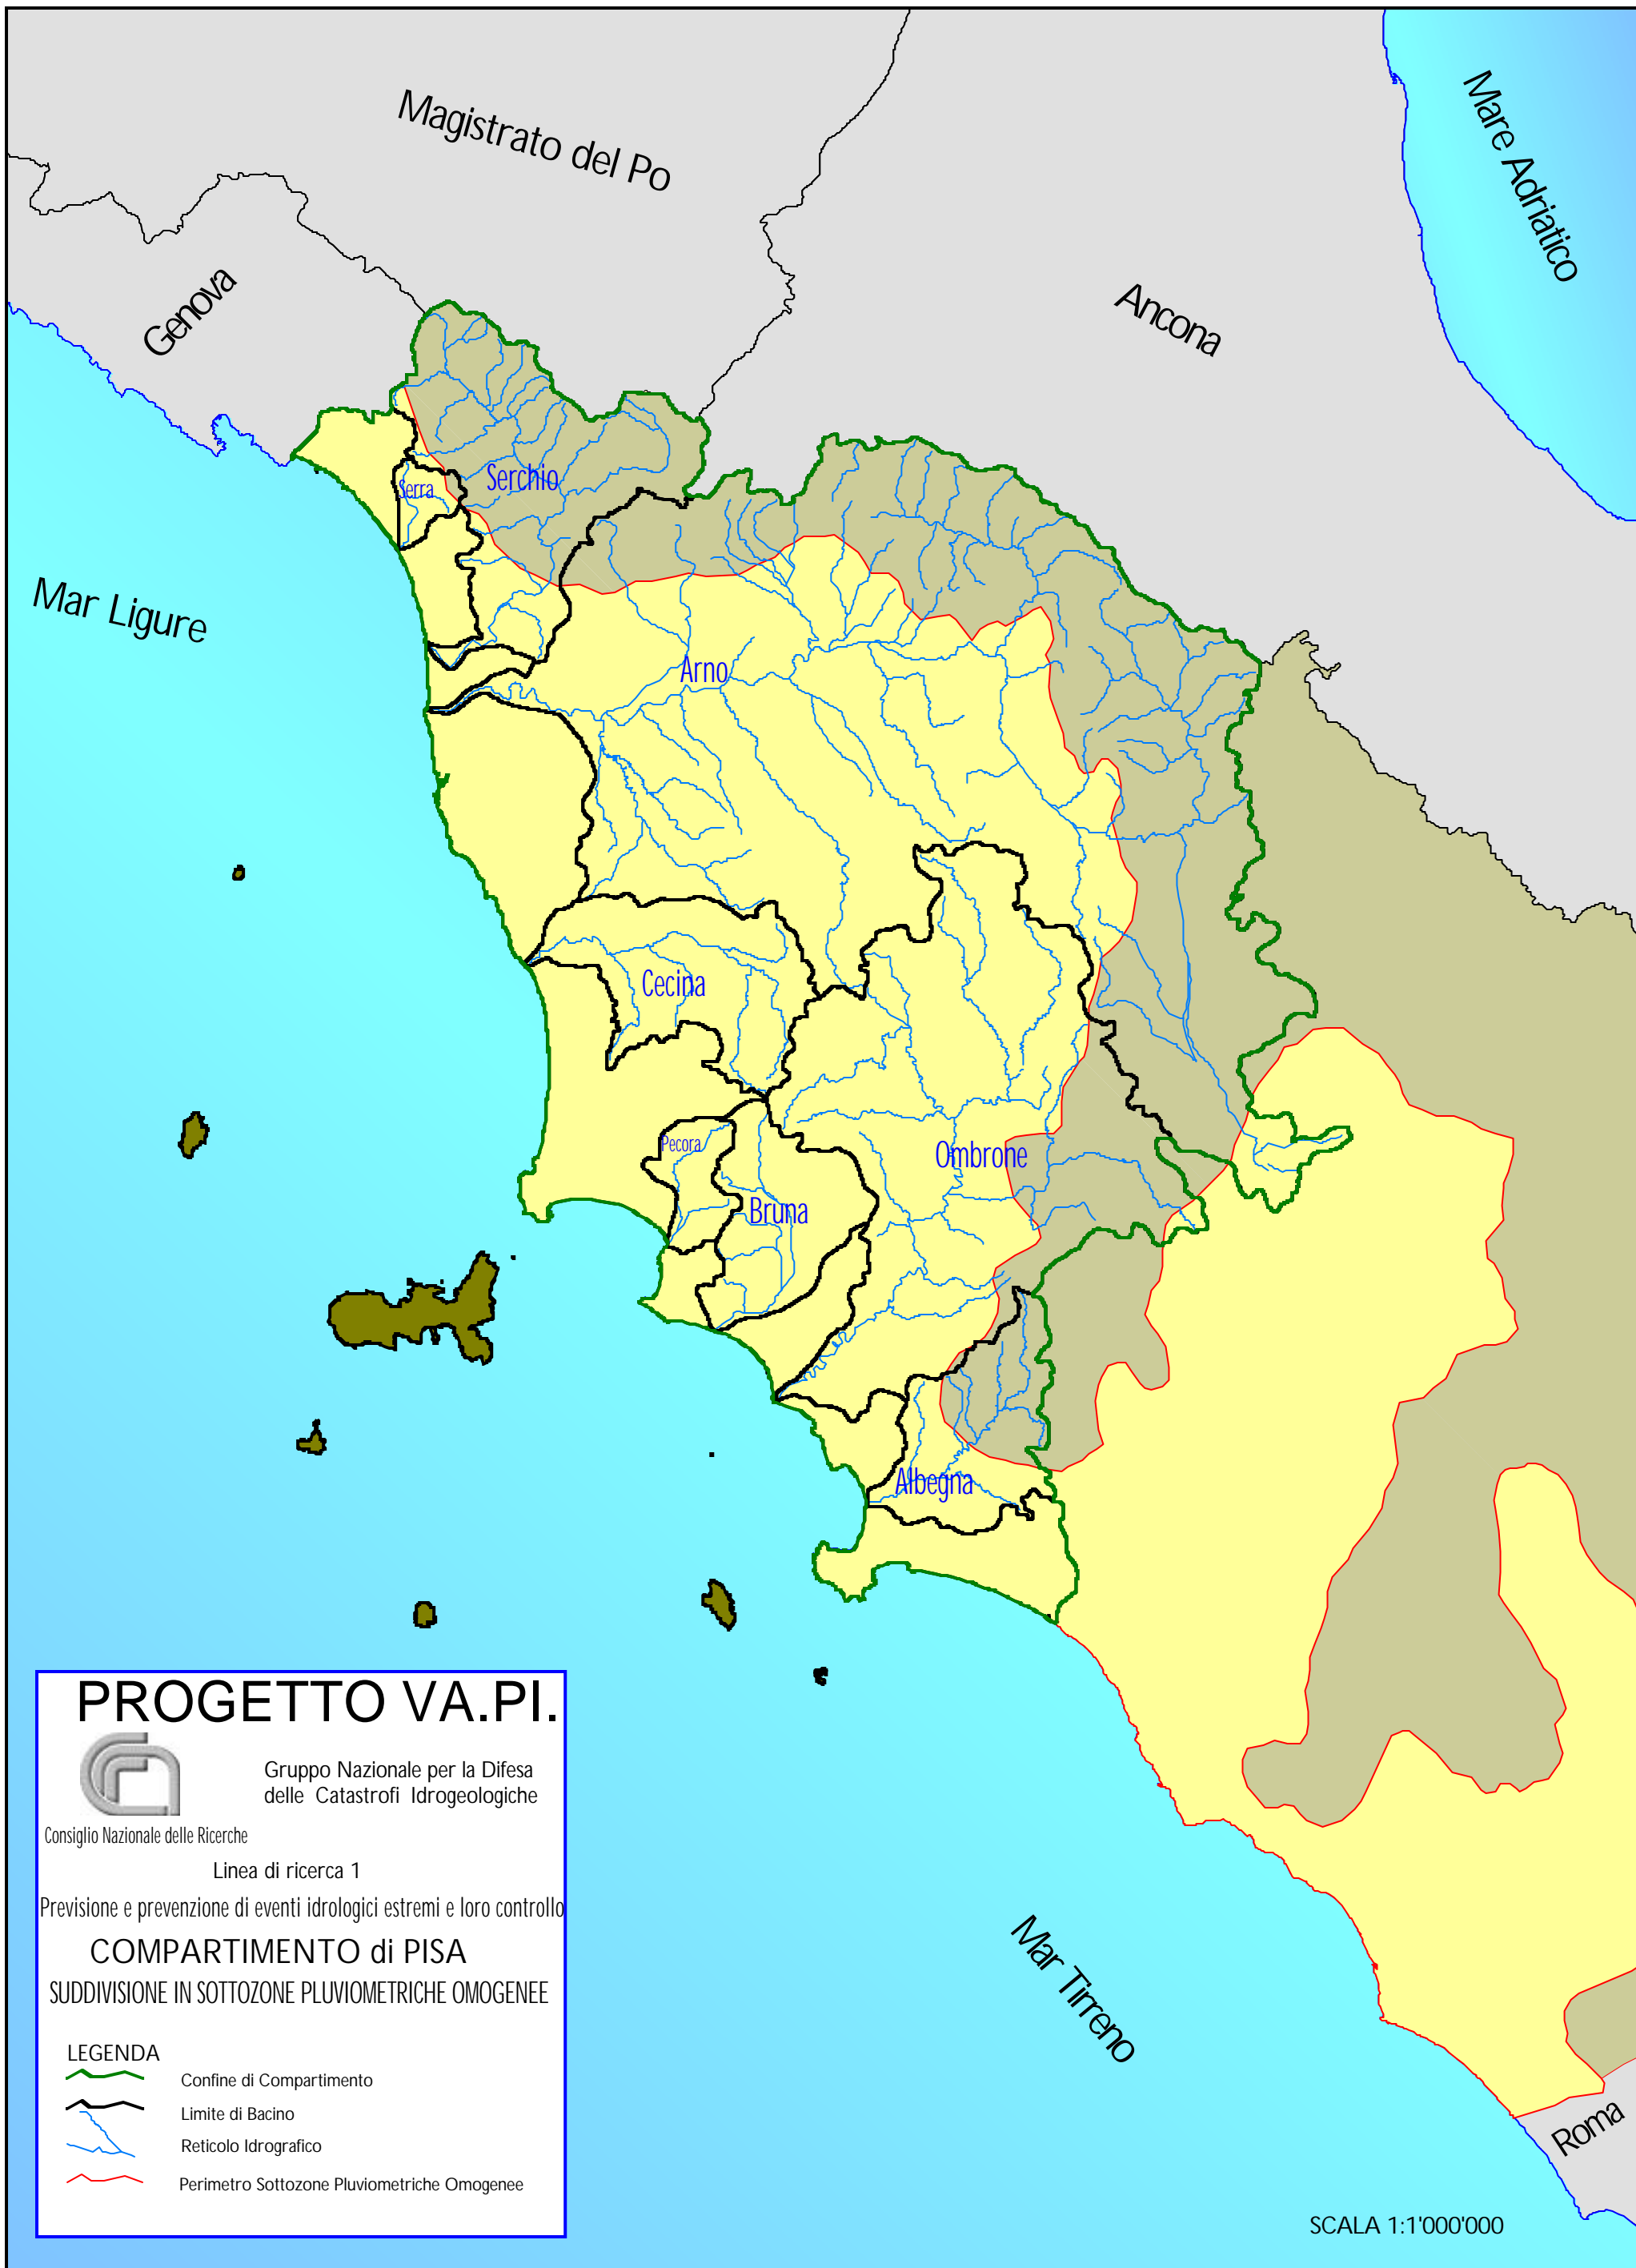 Magistrato del Po
Mare Adriatico
Genova
Ancona
Serchio
Serra
Mar Ligure
Arno
Cecina
Pecora
Ombrone
Bruna
Albegna
PROGETTO VA.PI.
Gruppo Nazionale per la Difesa
delle Catastrofi Idrogeologiche
Consiglio Nazionale delle Ricerche
Linea di ricerca 1
Previsione e prevenzione di eventi idrologici estremi e loro controllo
COMPARTIMENTO di PISA
SUDDIVISIONE IN SOTTOZONE PLUVIOMETRICHE OMOGENEE
LEGENDA
Confine di Compartimento
Limite di Bacino
Reticolo Idrografico
Perimetro Sottozone Pluviometriche Omogenee
Mar Tirreno
Roma
SCALA 1:1'000'000